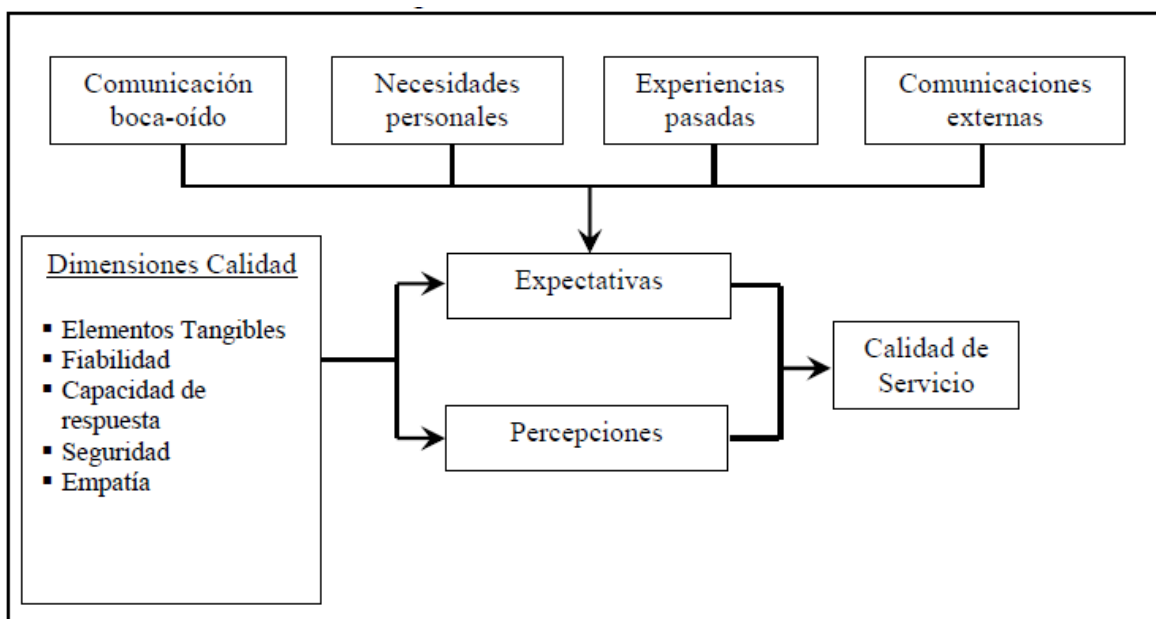 Comunicación
boca-oído
Necesidades
personales
Experiencias
pasadas
Comunicaciones
externas
Dimensiones Calidad
▪ Elementos Tangibles
▪ Fiabilidad
▪ Capacidad de
respuesta
▪ Seguridad
▪ Empatía
Expectativas
Percepciones
Calidad de
Servicio